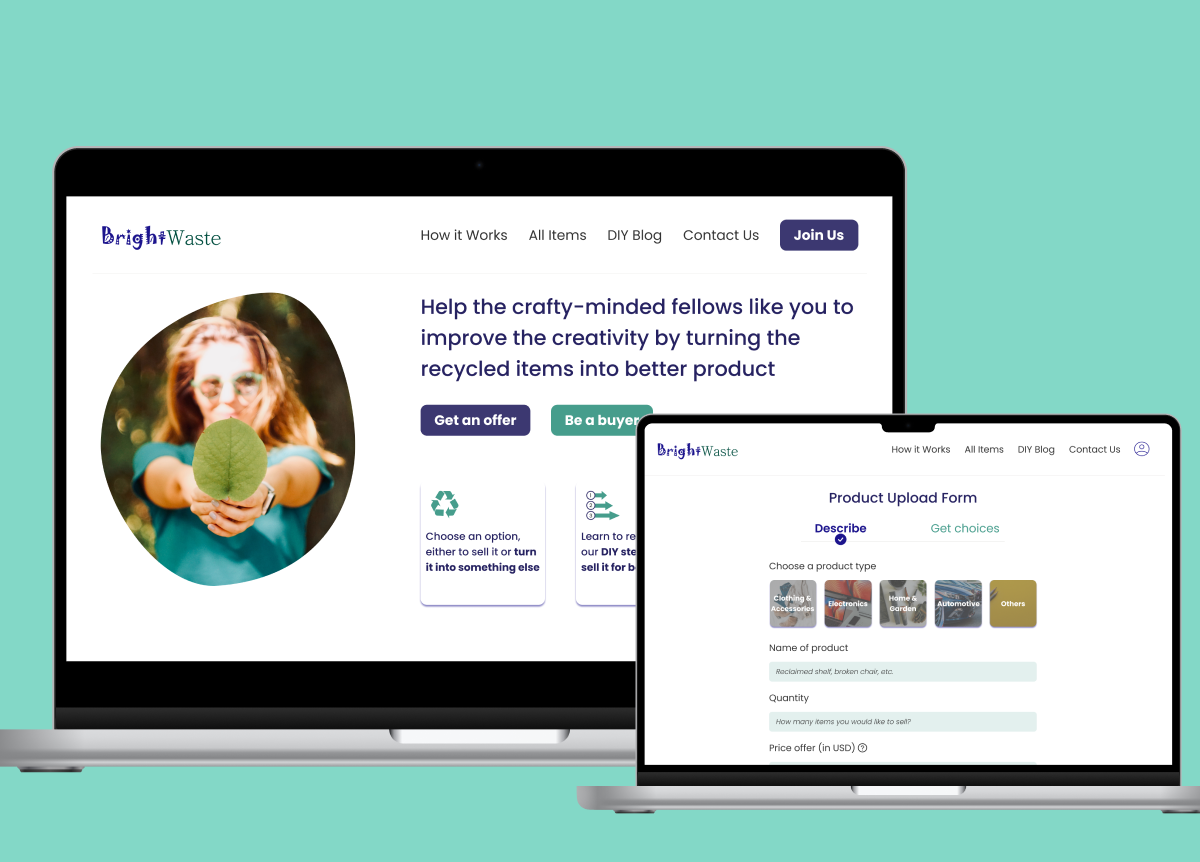 BrightWaste
How it Works All Items DIY Blog Contact Us Join Us
Help the crafty-minded fellows like you to
improve the creativity by turning the
recycled items into better product
Get an offer Be a buyer
Choose an option,
either to sell it or turn
it into something else
Learn to re
our DIY ste
sell it for b
BrightWaste
How it Works All Items DIY Blog Contact Us
Product Upload Form
Describe Get choices
Choose a product type
Clothing &
Accessories
Electronics
Home &
Garden
Automotive
Others
Name of product
Reclaimed shelf, broken chair, etc.
Quantity
How many items you would like to sell?
Price offer (in USD) ?